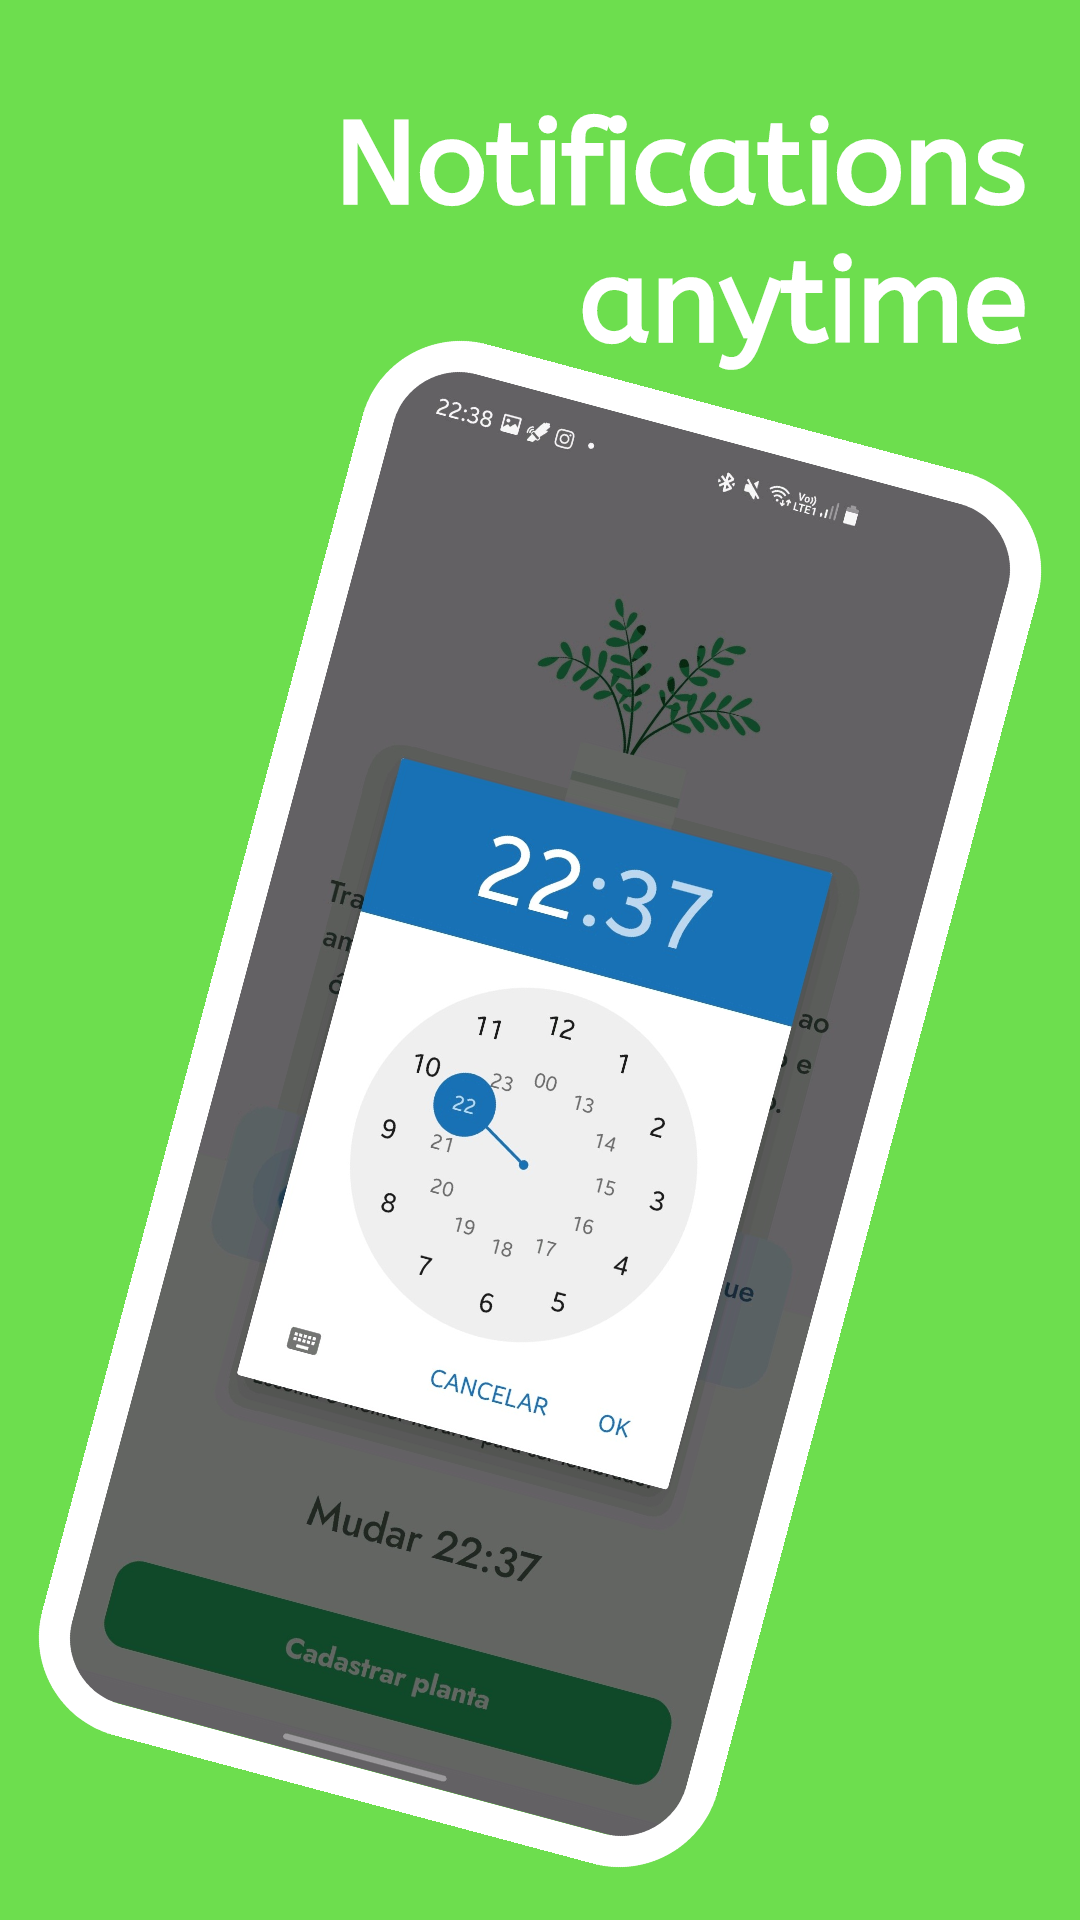 Notifications
anytime
22:38
Vo))
LTE1
22:37
Tra
am
ao
e
11 12 1
10 23 00 13 2
22 14
9 21 15 3
8 20 16
19 18 17 4
7 6 5
ue
CANCELAR OK
Mudar 22:37
Cadastrar planta